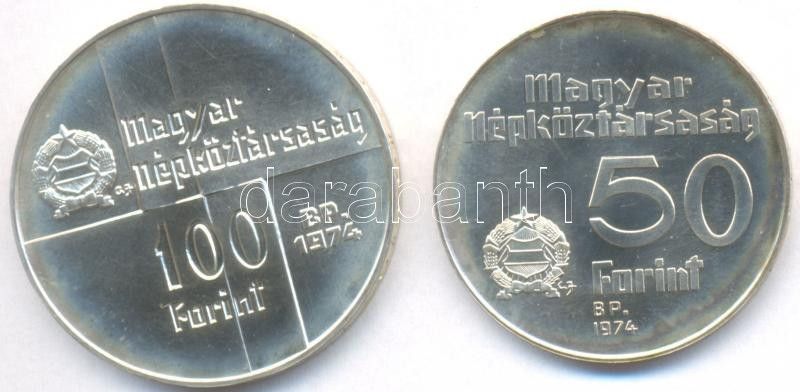 Magyar
Népköztársaság
100
Forint
BP.
1974
Magyar
Népköztársaság
50
Forint
BP.
1974
darabanth